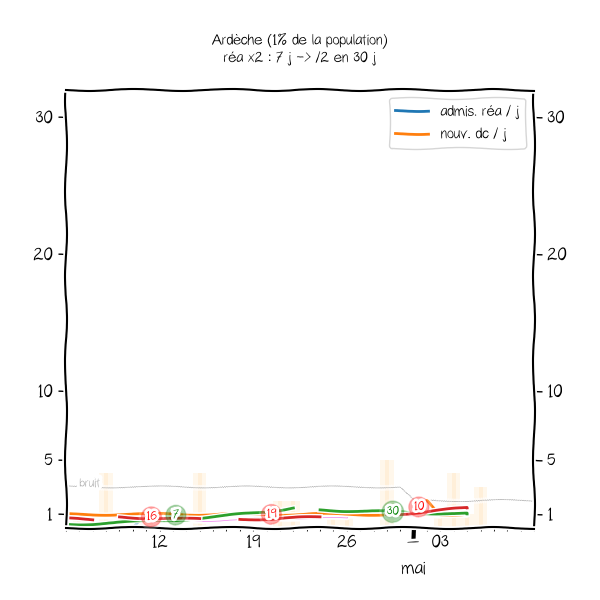 Ardèche (1% de la population)
réa x2 : 7 j -> /2 en 30 j
admis. réa / j
nouv. dc / j
30 30
20 20
10 10
5 5
bruit
1 16 7 19 30 10 1
12 19 26 03
mai